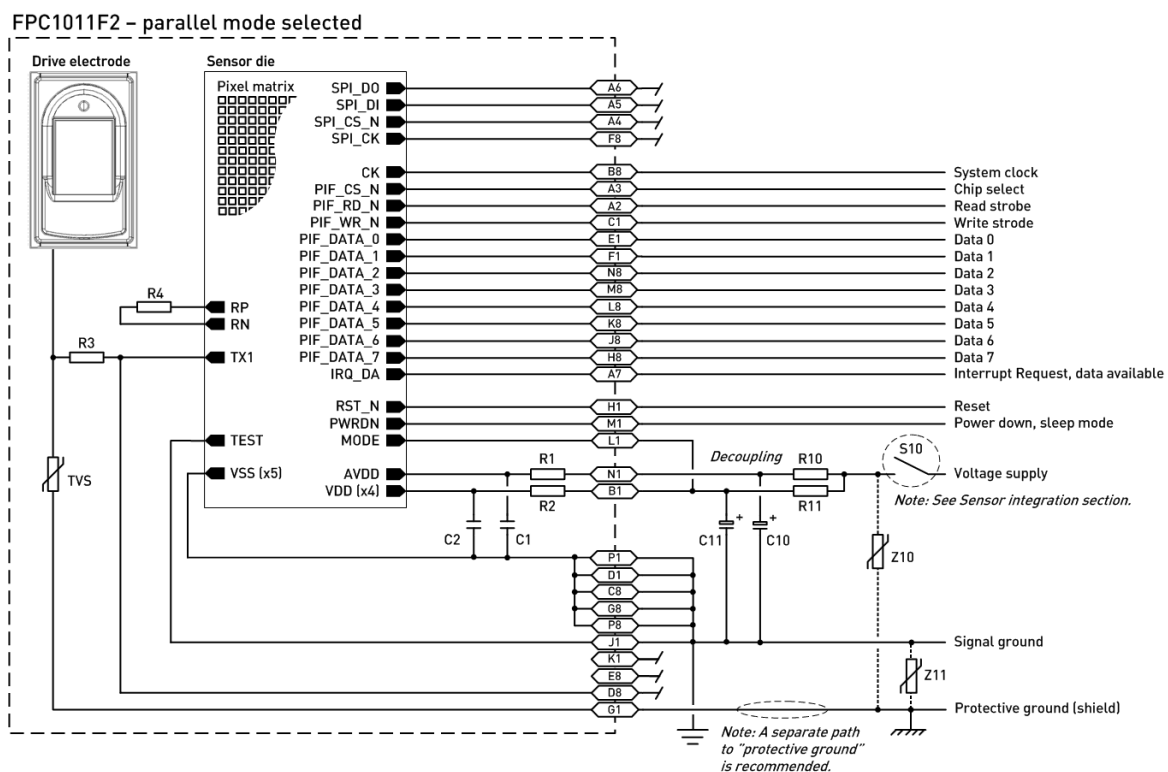 FPC1011F2 – parallel mode selected
Drive electrode
Sensor die
Pixel matrix
SPI_DO
A6
SPI_DI
A5
SPI_CS_N
A4
SPI_CK
F8
CK
B8
System clock
PIF_CS_N
A3
Chip select
PIF_RD_N
A2
Read strobe
PIF_WR_N
C1
Write strode
PIF_DATA_0
E1
Data 0
PIF_DATA_1
F1
Data 1
PIF_DATA_2
N8
Data 2
PIF_DATA_3
M8
Data 3
R4
RP
PIF_DATA_4
L8
Data 4
RN
PIF_DATA_5
K8
Data 5
PIF_DATA_6
J8
Data 6
R3
TX1
PIF_DATA_7
H8
Data 7
IRQ_DA
A7
Interrupt Request, data available
RST_N
H1
Reset
PWRDN
M1
Power down, sleep mode
TEST
MODE
L1
S10
Decoupling
TVS
VSS (x5)
AVDD
R1
N1
R10
Voltage supply
VDD (x4)
R2
B1
R11
Note: See Sensor integration section.
C2
C1
C11
+
C10
+
Z10
P1
D1
C8
G8
P8
J1
Signal ground
K1
E8
Z11
D8
G1
Protective ground (shield)
Note: A separate path
to "protective ground"
is recommended.